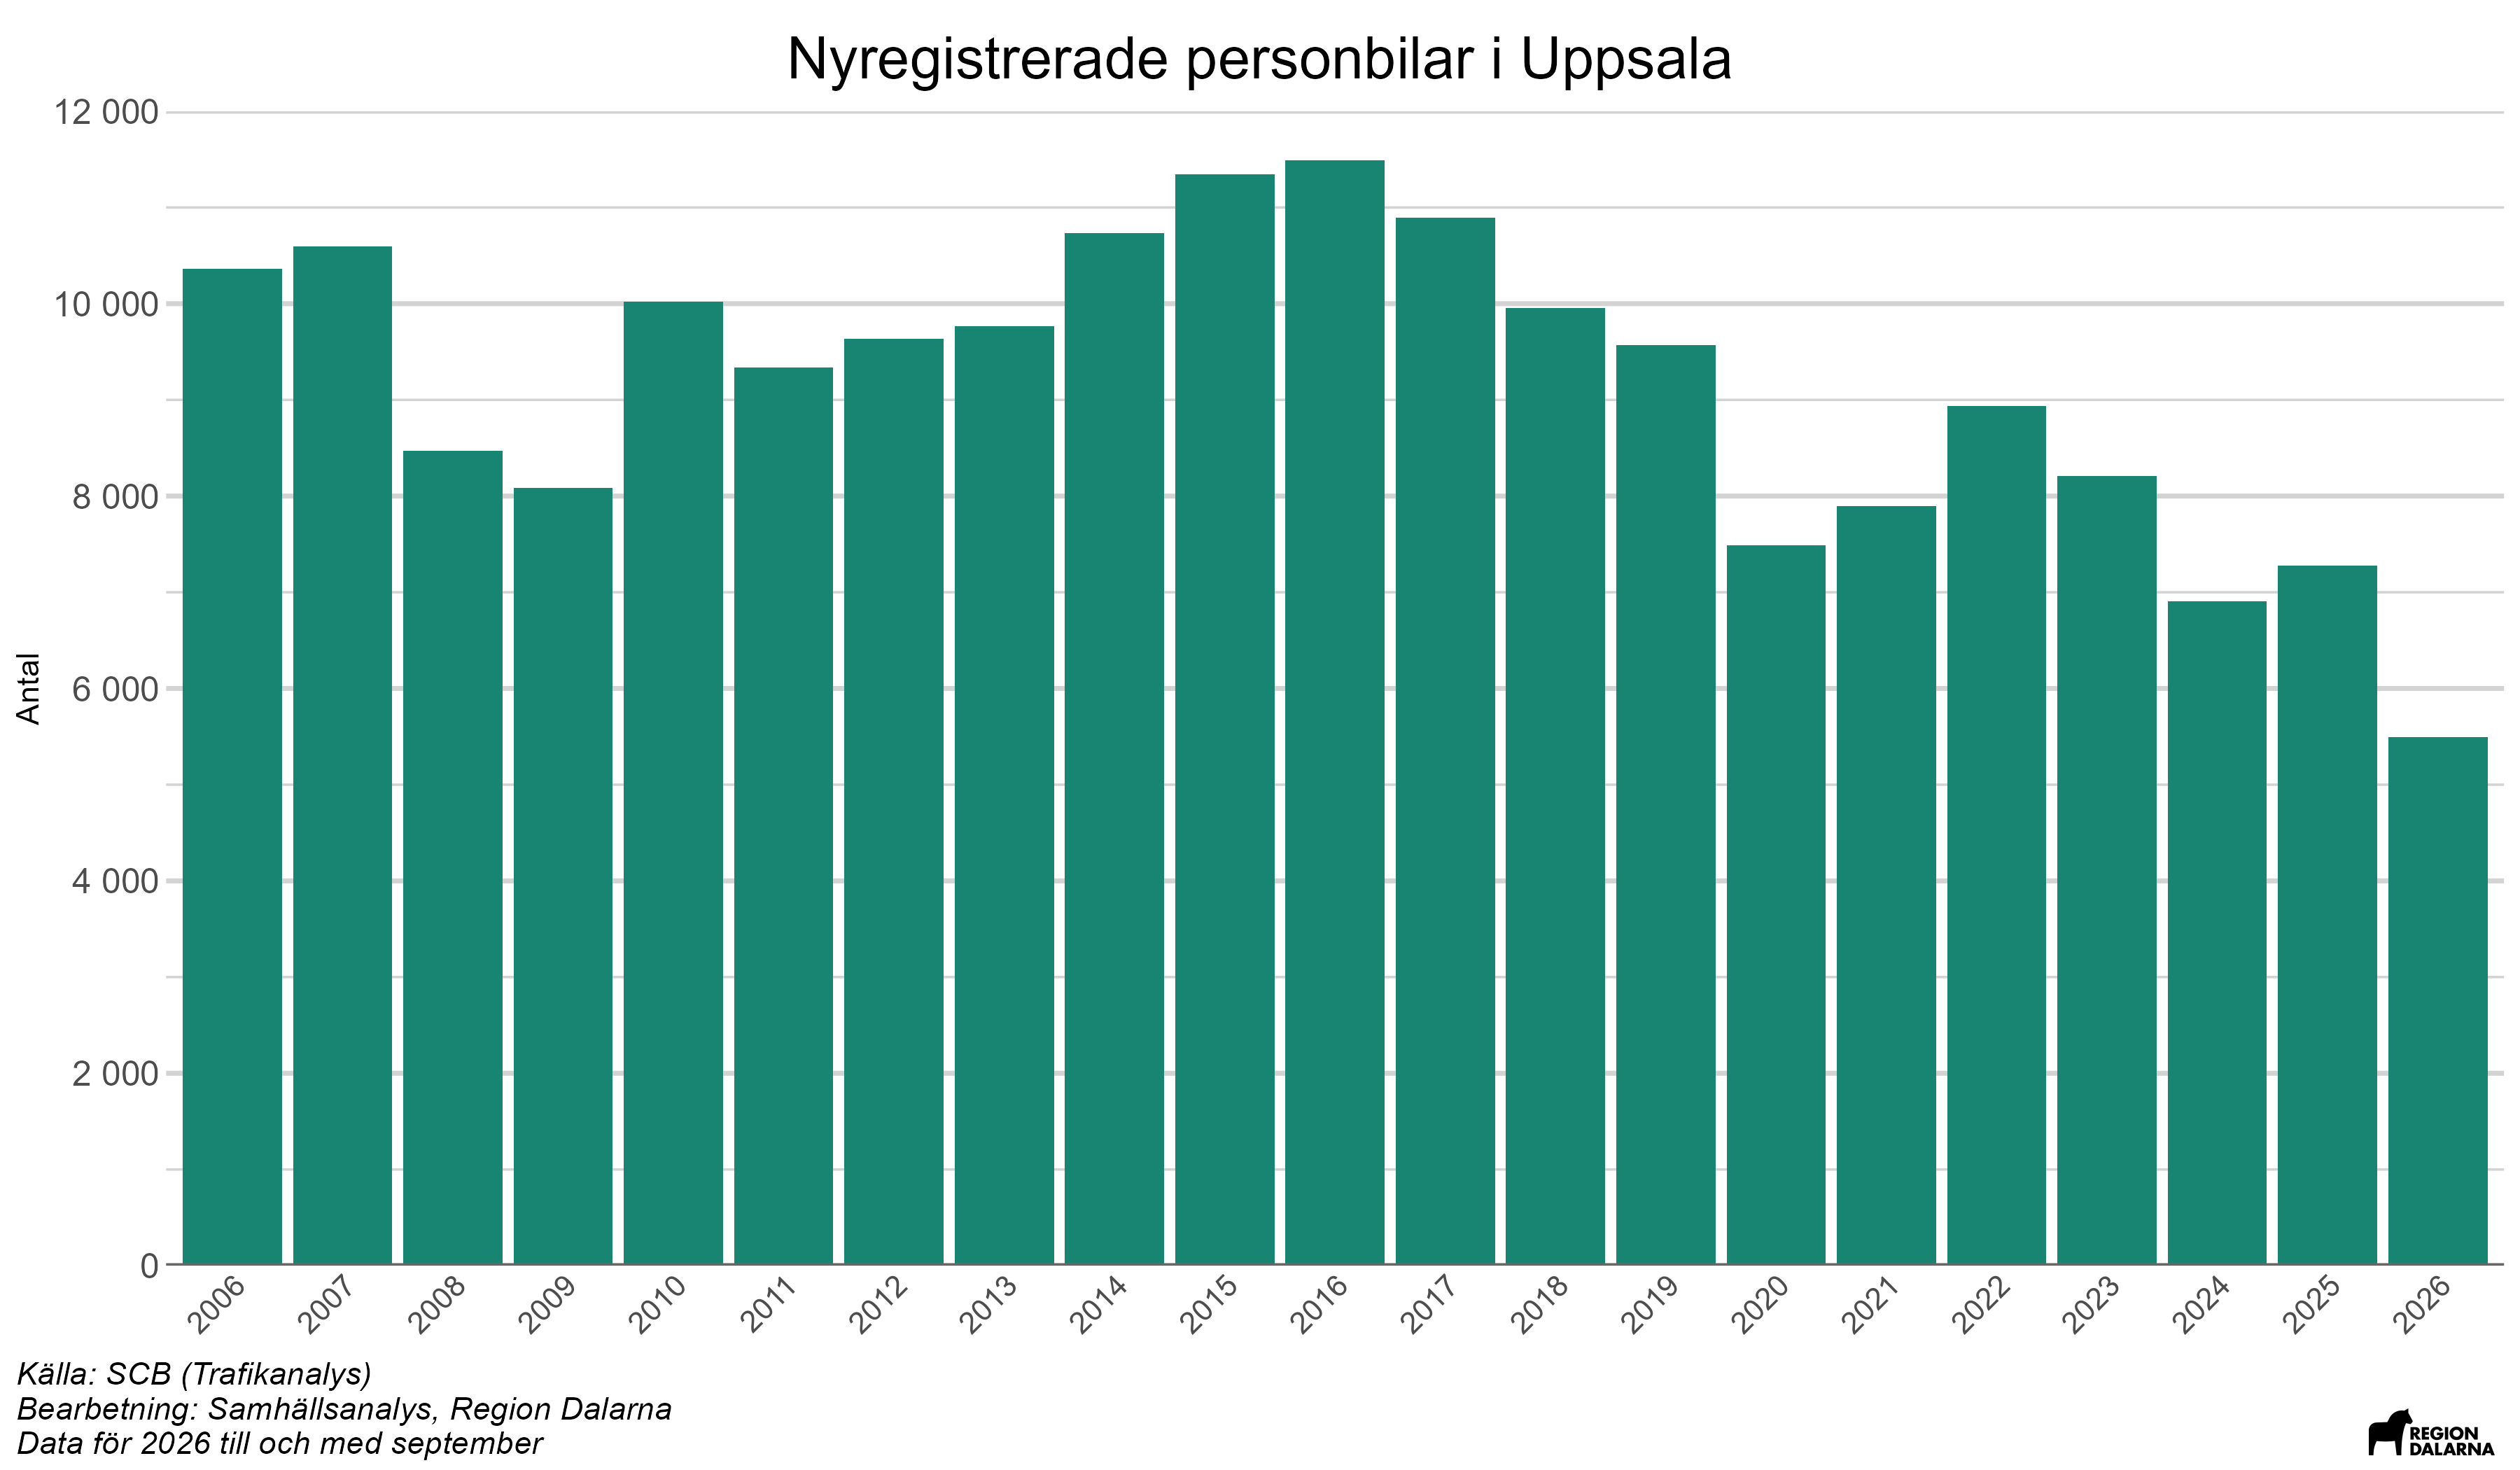 Nyregistrerade personbilar i Uppsala
12 000
10 000
8 000
6 000
4 000
2 000
0
Antal
2006 2007 2008 2009 2010 2011 2012 2013 2014 2015 2016 2017 2018 2019 2020 2021 2022 2023 2024 2025 2026
Källa: SCB (Trafikanalys)
Bearbetning: Samhällsanalys, Region Dalarna
Data för 2026 till och med september
REGION
DALARNA